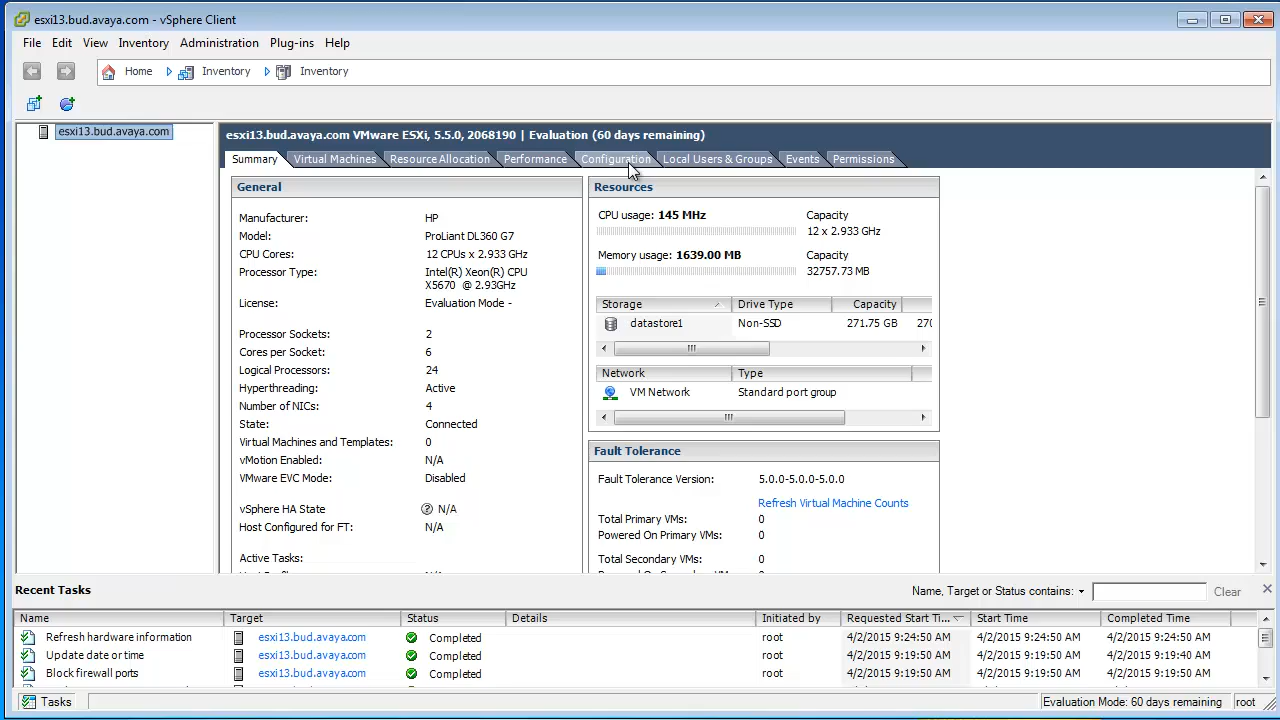 esxi13.bud.avaya.com - vSphere Client
File Edit View Inventory Administration Plug-ins Help
Home Inventory Inventory
esxi13.bud.avaya.com
esxi13.bud.avaya.com VMware ESXi, 5.5.0, 2068190 | Evaluation (60 days remaining)
Summary Virtual Machines Resource Allocation Performance Configuration Local Users & Groups Events Permissions
General
Manufacturer: HP
Model: ProLiant DL360 G7
CPU Cores: 12 CPUs x 2.933 GHz
Processor Type: Intel(R) Xeon(R) CPU
X5670 @ 2.93GHz
License: Evaluation Mode -
Processor Sockets: 2
Cores per Socket: 6
Logical Processors: 24
Hyperthreading: Active
Number of NICs: 4
State: Connected
Virtual Machines and Templates: 0
vMotion Enabled: N/A
VMware EVC Mode: Disabled
vSphere HA State N/A
Host Configured for FT: N/A
Active Tasks:
Resources
CPU usage: 145 MHz Capacity
12 x 2.933 GHz
Memory usage: 1639.00 MB Capacity
32757.73 MB
Storage Drive Type Capacity
datastore1 Non-SSD 271.75 GB 270
Network Type
VM Network Standard port group
Fault Tolerance
Fault Tolerance Version: 5.0.0-5.0.0-5.0.0
Refresh Virtual Machine Counts
Total Primary VMs: 0
Powered On Primary VMs: 0
Total Secondary VMs: 0
Recent Tasks
Name, Target or Status contains: Clear
Name Target Status Details Initiated by Requested Start Ti... Start Time Completed Time
Refresh hardware information esxi13.bud.avaya.com Completed root 4/2/2015 9:24:50 AM 4/2/2015 9:24:50 AM 4/2/2015 9:24:50 AM
Update date or time esxi13.bud.avaya.com Completed root 4/2/2015 9:19:50 AM 4/2/2015 9:19:50 AM 4/2/2015 9:19:40 AM
Block firewall ports esxi13.bud.avaya.com Completed root 4/2/2015 9:19:50 AM 4/2/2015 9:19:50 AM 4/2/2015 9:19:50 AM
Tasks Evaluation Mode: 60 days remaining root